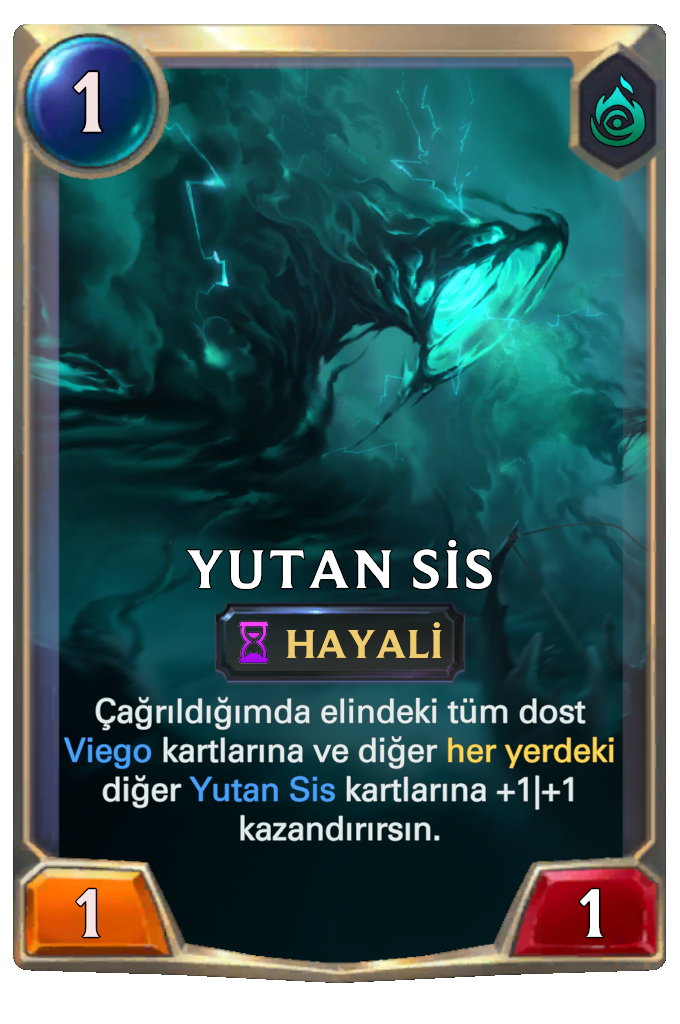 1
YUTAN SİS
HAYALİ
Çağrıldığımda elindeki tüm dost
Viego kartlarına ve diğer her yerdeki
diğer Yutan Sis kartlarına +1|+1
kazandırırsın.
1
1